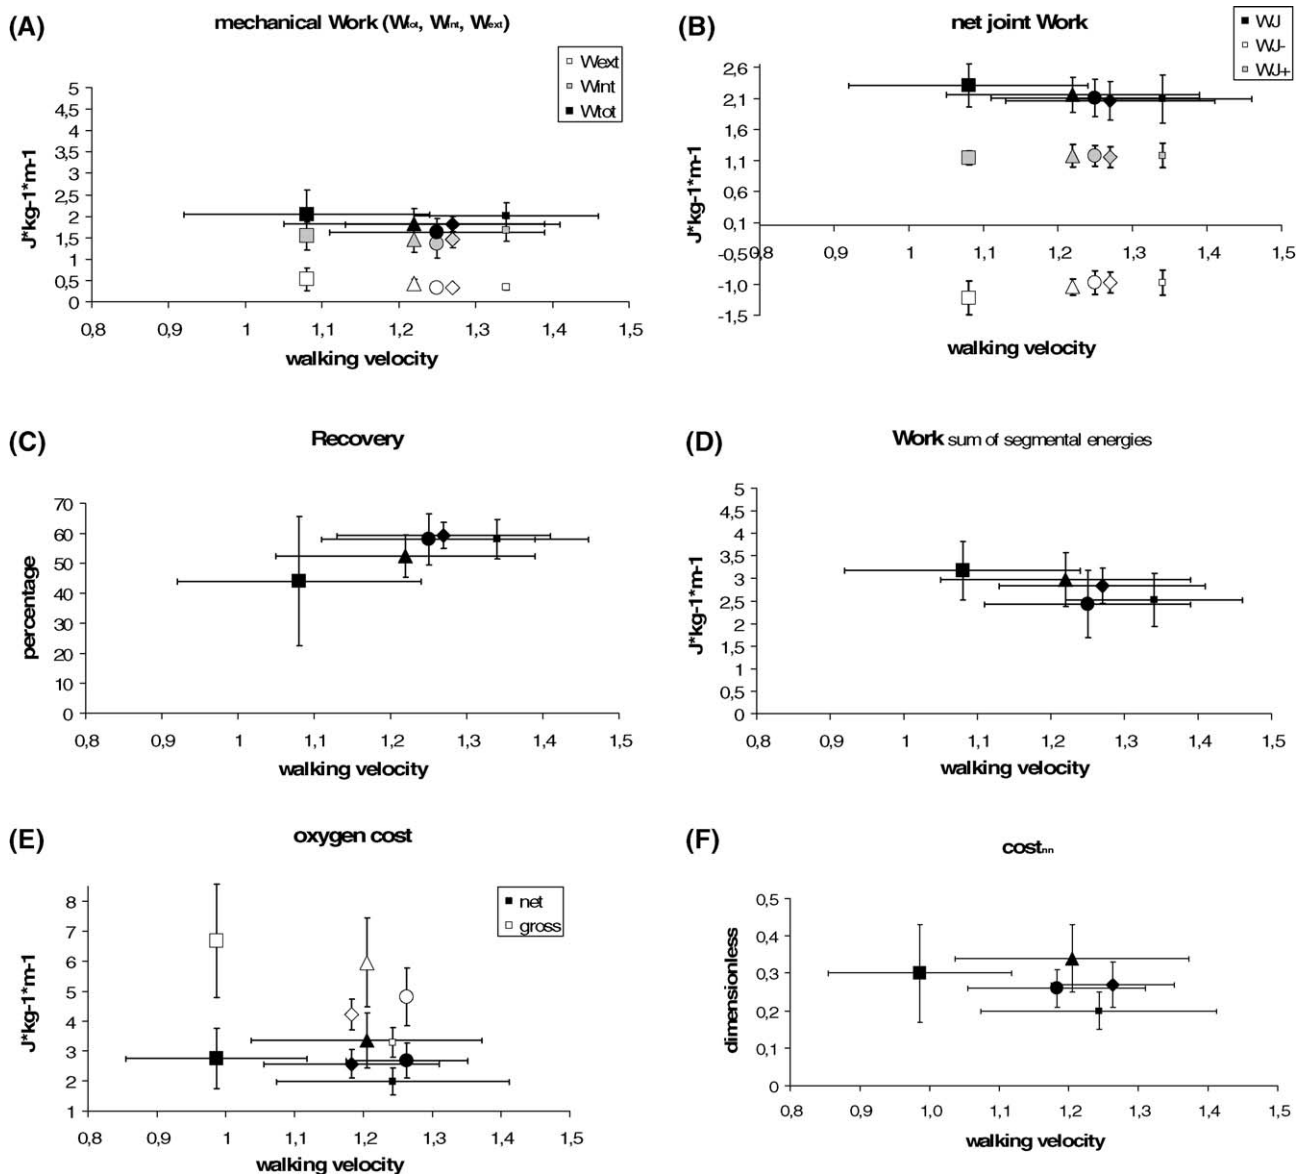 (A)
mechanical Work (Wtot, Wint, Wext)
Wext
Wint
Wtot
5
4,5
4
3,5
3
2,5
2
1,5
1
0,5
0
J*kg-1*m-1
0,8 0,9 1 1,1 1,2 1,3 1,4 1,5
walking velocity
(B)
net joint Work
WJ
WJ-
WJ+
2,6
2,1
1,6
1,1
0,6
0,1
-0,5
-1,0
-1,5
J*kg-1*m-1
0,8 0,9 1 1,1 1,2 1,3 1,4 1,5
walking velocity
(C)
Recovery
70
60
50
40
30
20
10
0
percentage
0,8 0,9 1 1,1 1,2 1,3 1,4 1,5
walking velocity
(D)
Work sum of segmental energies
5
4,5
4
3,5
3
2,5
2
1,5
1
0,5
0
J*kg-1*m-1
0,8 0,9 1 1,1 1,2 1,3 1,4 1,5
walking velocity
(E)
oxygen cost
net
gross
8
7
6
5
4
3
2
1
J*kg-1*m-1
0,8 0,9 1 1,1 1,2 1,3 1,4 1,5
walking velocity
(F)
costnn
0,5
0,4
0,3
0,2
0,1
0
dimensionless
0,8 0,9 1,0 1,1 1,2 1,3 1,4 1,5
walking velocity